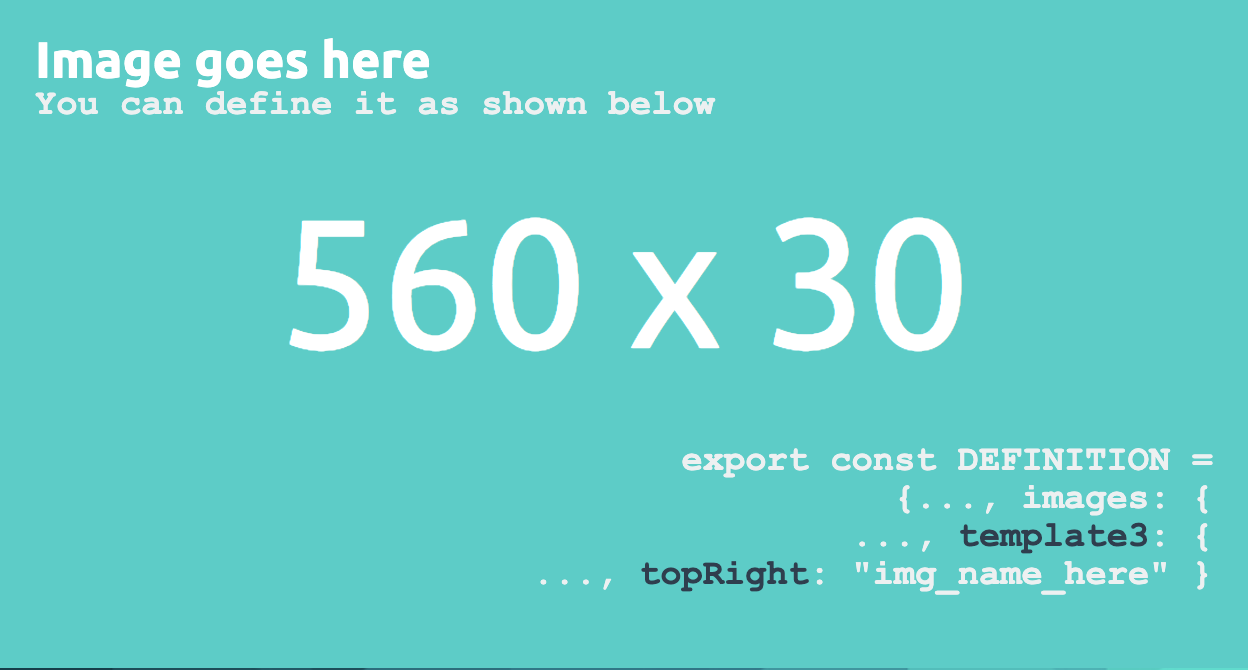 Image goes here
You can define it as shown below
560 x 30
export const DEFINITION =
{..., images: {
..., template3: {
..., topRight: "img_name_here" }